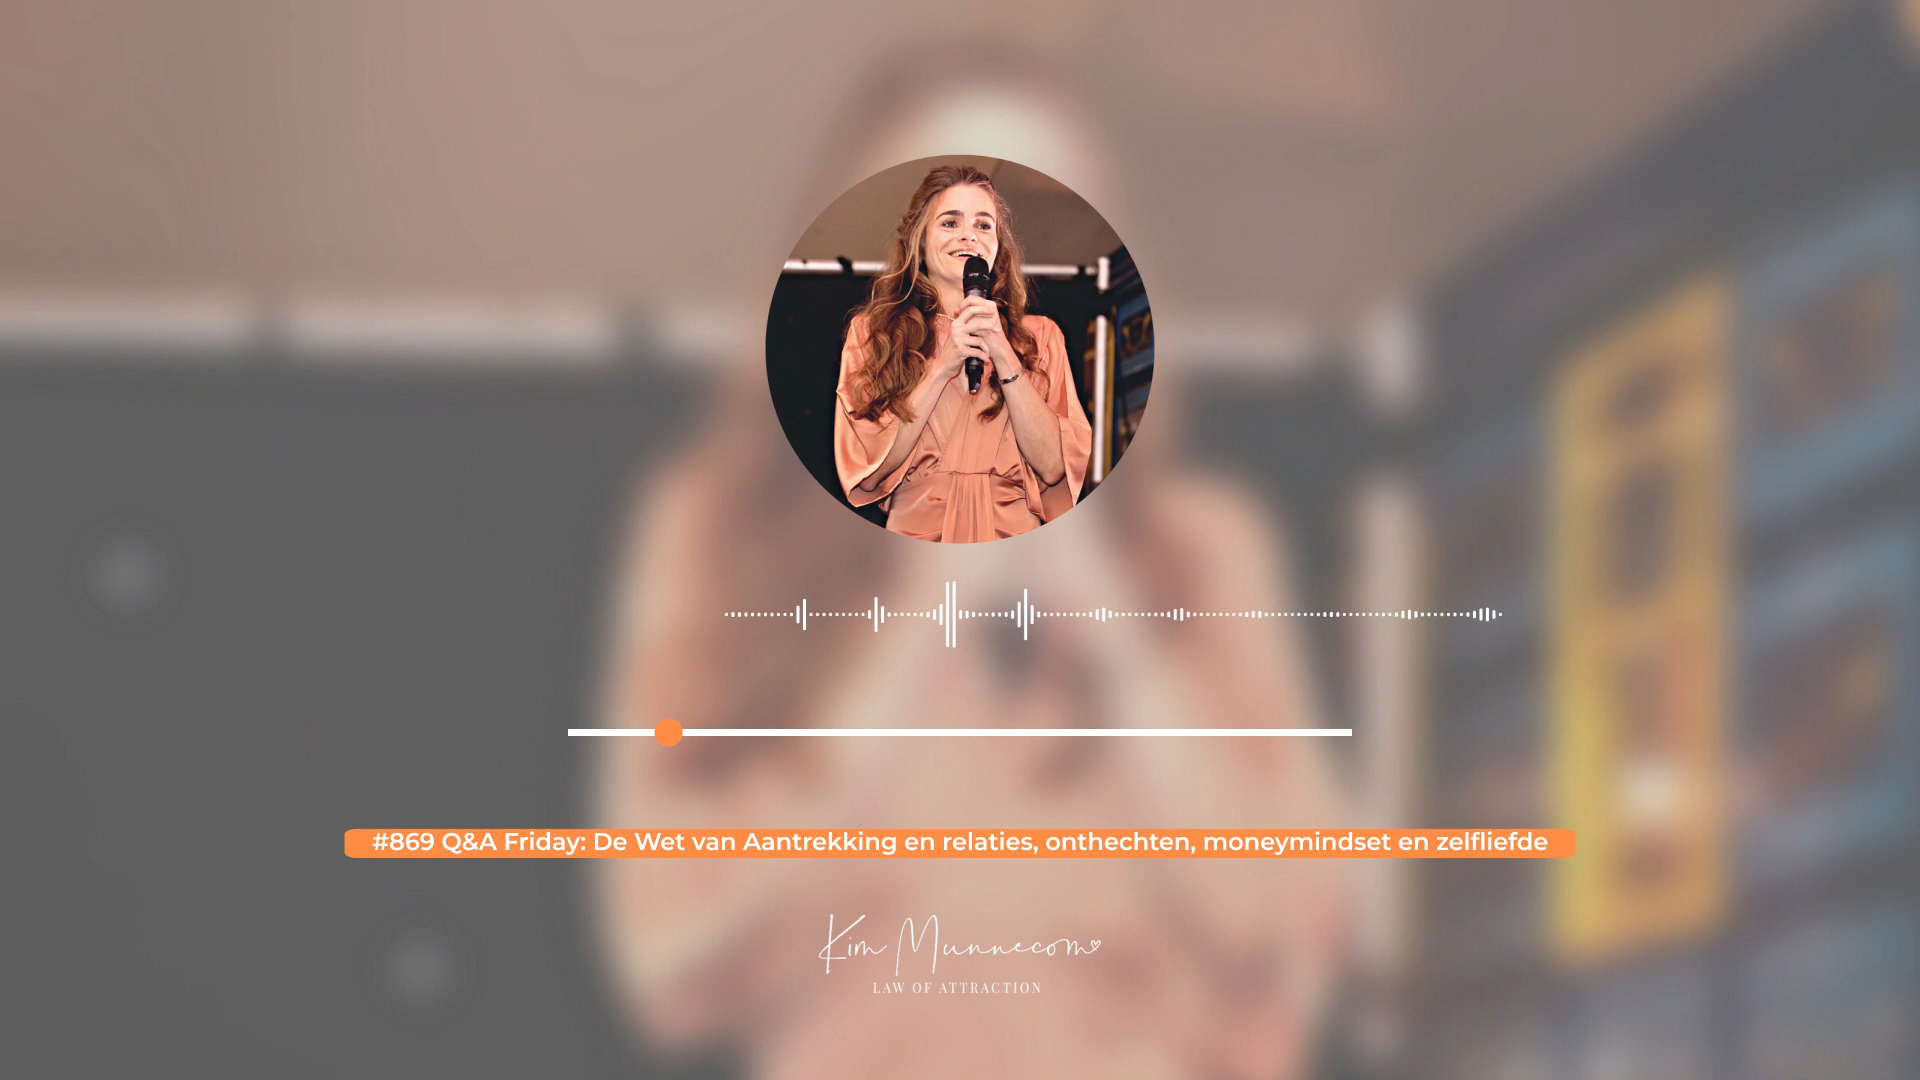 #869 Q&A Friday: De Wet van Aantrekking en relaties, onthechten, moneymindset en zelfliefde
Kim Munnecom
LAW OF ATTRACTION